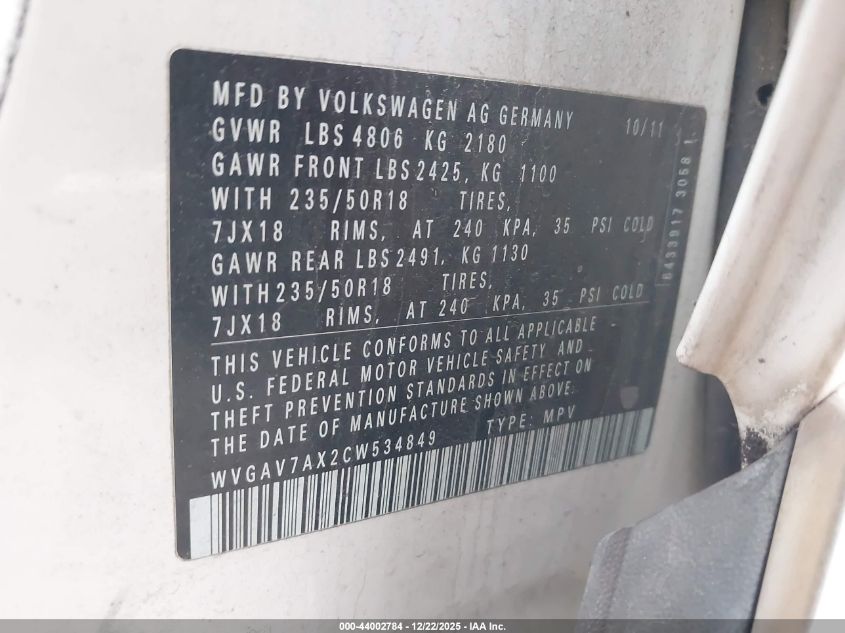 MFD BY VOLKSWAGEN AG GERMANY 10/11
GVWR LBS 4806 KG 2180
GAWR FRONT LBS 2425, KG 1100
WITH 235/50R18 TIRES,
7JX18 RIMS, AT 240 KPA, 35 PSI COLD
GAWR REAR LBS 2491, KG 1130
WITH 235/50R18 TIRES,
7JX18 RIMS, AT 240 KPA, 35 PSI COLD
THIS VEHICLE CONFORMS TO ALL APPLICABLE
U.S. FEDERAL MOTOR VEHICLE SAFETY AND
THEFT PREVENTION STANDARDS IN EFFECT ON
THE DATE OF MANUFACTURE SHOWN ABOVE.
WVGAV7AX2CW534849 TYPE: MPV
6433917 3058 1
000-44002784 - 12/22/2025 - IAA Inc.